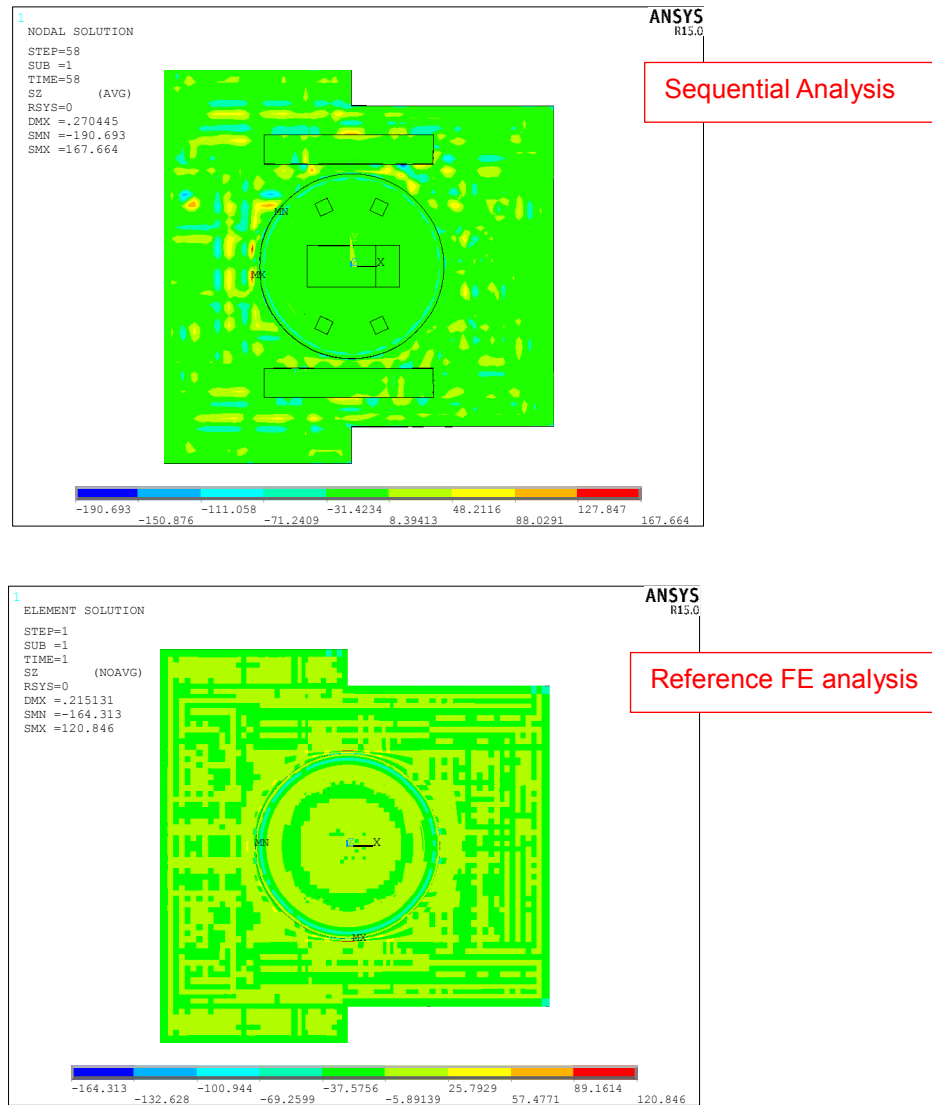 1
ANSYS
R15.0
NODAL SOLUTION
STEP=58
SUB =1
TIME=58
SZ (AVG)
RSYS=0
DMX =.270445
SMN =-190.693
SMX =167.664
Sequential Analysis
MN
MX
X
-190.693 -111.058 -31.4234 48.2116 127.847
-150.876 -71.2409 8.39413 88.0291 167.664
1
ANSYS
R15.0
ELEMENT SOLUTION
STEP=1
SUB =1
TIME=1
SZ (NOAVG)
RSYS=0
DMX =.215131
SMN =-164.313
SMX =120.846
Reference FE analysis
MN
X
MX
-164.313 -100.944 -37.5756 25.7929 89.1614
-132.628 -69.2599 -5.89139 57.4771 120.846